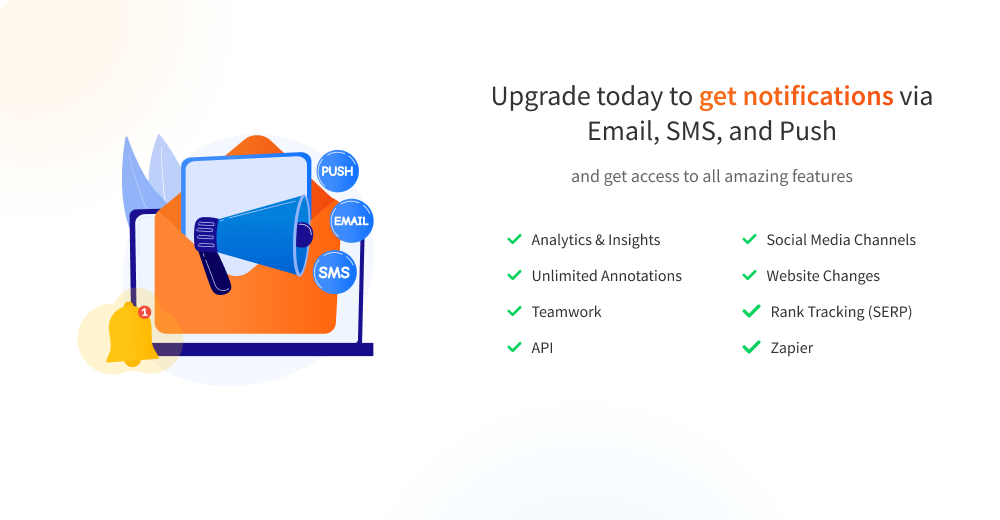 Upgrade today to get notifications via
Email, SMS, and Push
and get access to all amazing features
PUSH
EMAIL
SMS
1
Analytics & Insights
Unlimited Annotations
Teamwork
API
Social Media Channels
Website Changes
Rank Tracking (SERP)
Zapier